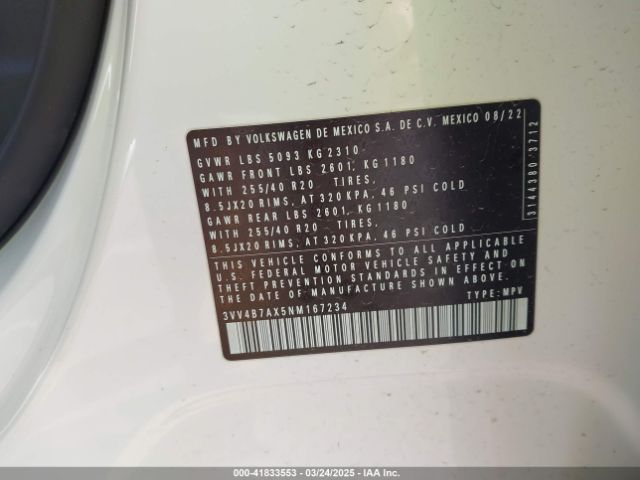 MFD BY VOLKSWAGEN DE MEXICO S.A. DE C.V. MEXICO 08/22
GVWR LBS 5093 KG 2310
GAWR FRONT LBS 2601, KG 1180
WITH 255/40 R20 TIRES,
8.5JX20 RIMS, AT 320 KPA, 46 PSI COLD
GAWR REAR LBS 2601, KG 1180
WITH 255/40 R20 TIRES,
8.5JX20 RIMS, AT 320 KPA, 46 PSI COLD
THIS VEHICLE CONFORMS TO ALL APPLICABLE
U.S. FEDERAL MOTOR VEHICLE SAFETY AND
THEFT PREVENTION STANDARDS IN EFFECT ON
THE DATE OF MANUFACTURE SHOWN ABOVE.
3VV4B7AX5NM167234 TYPE: MPV
3144380 3712
000-41833553 - 03/24/2025 - IAA Inc.